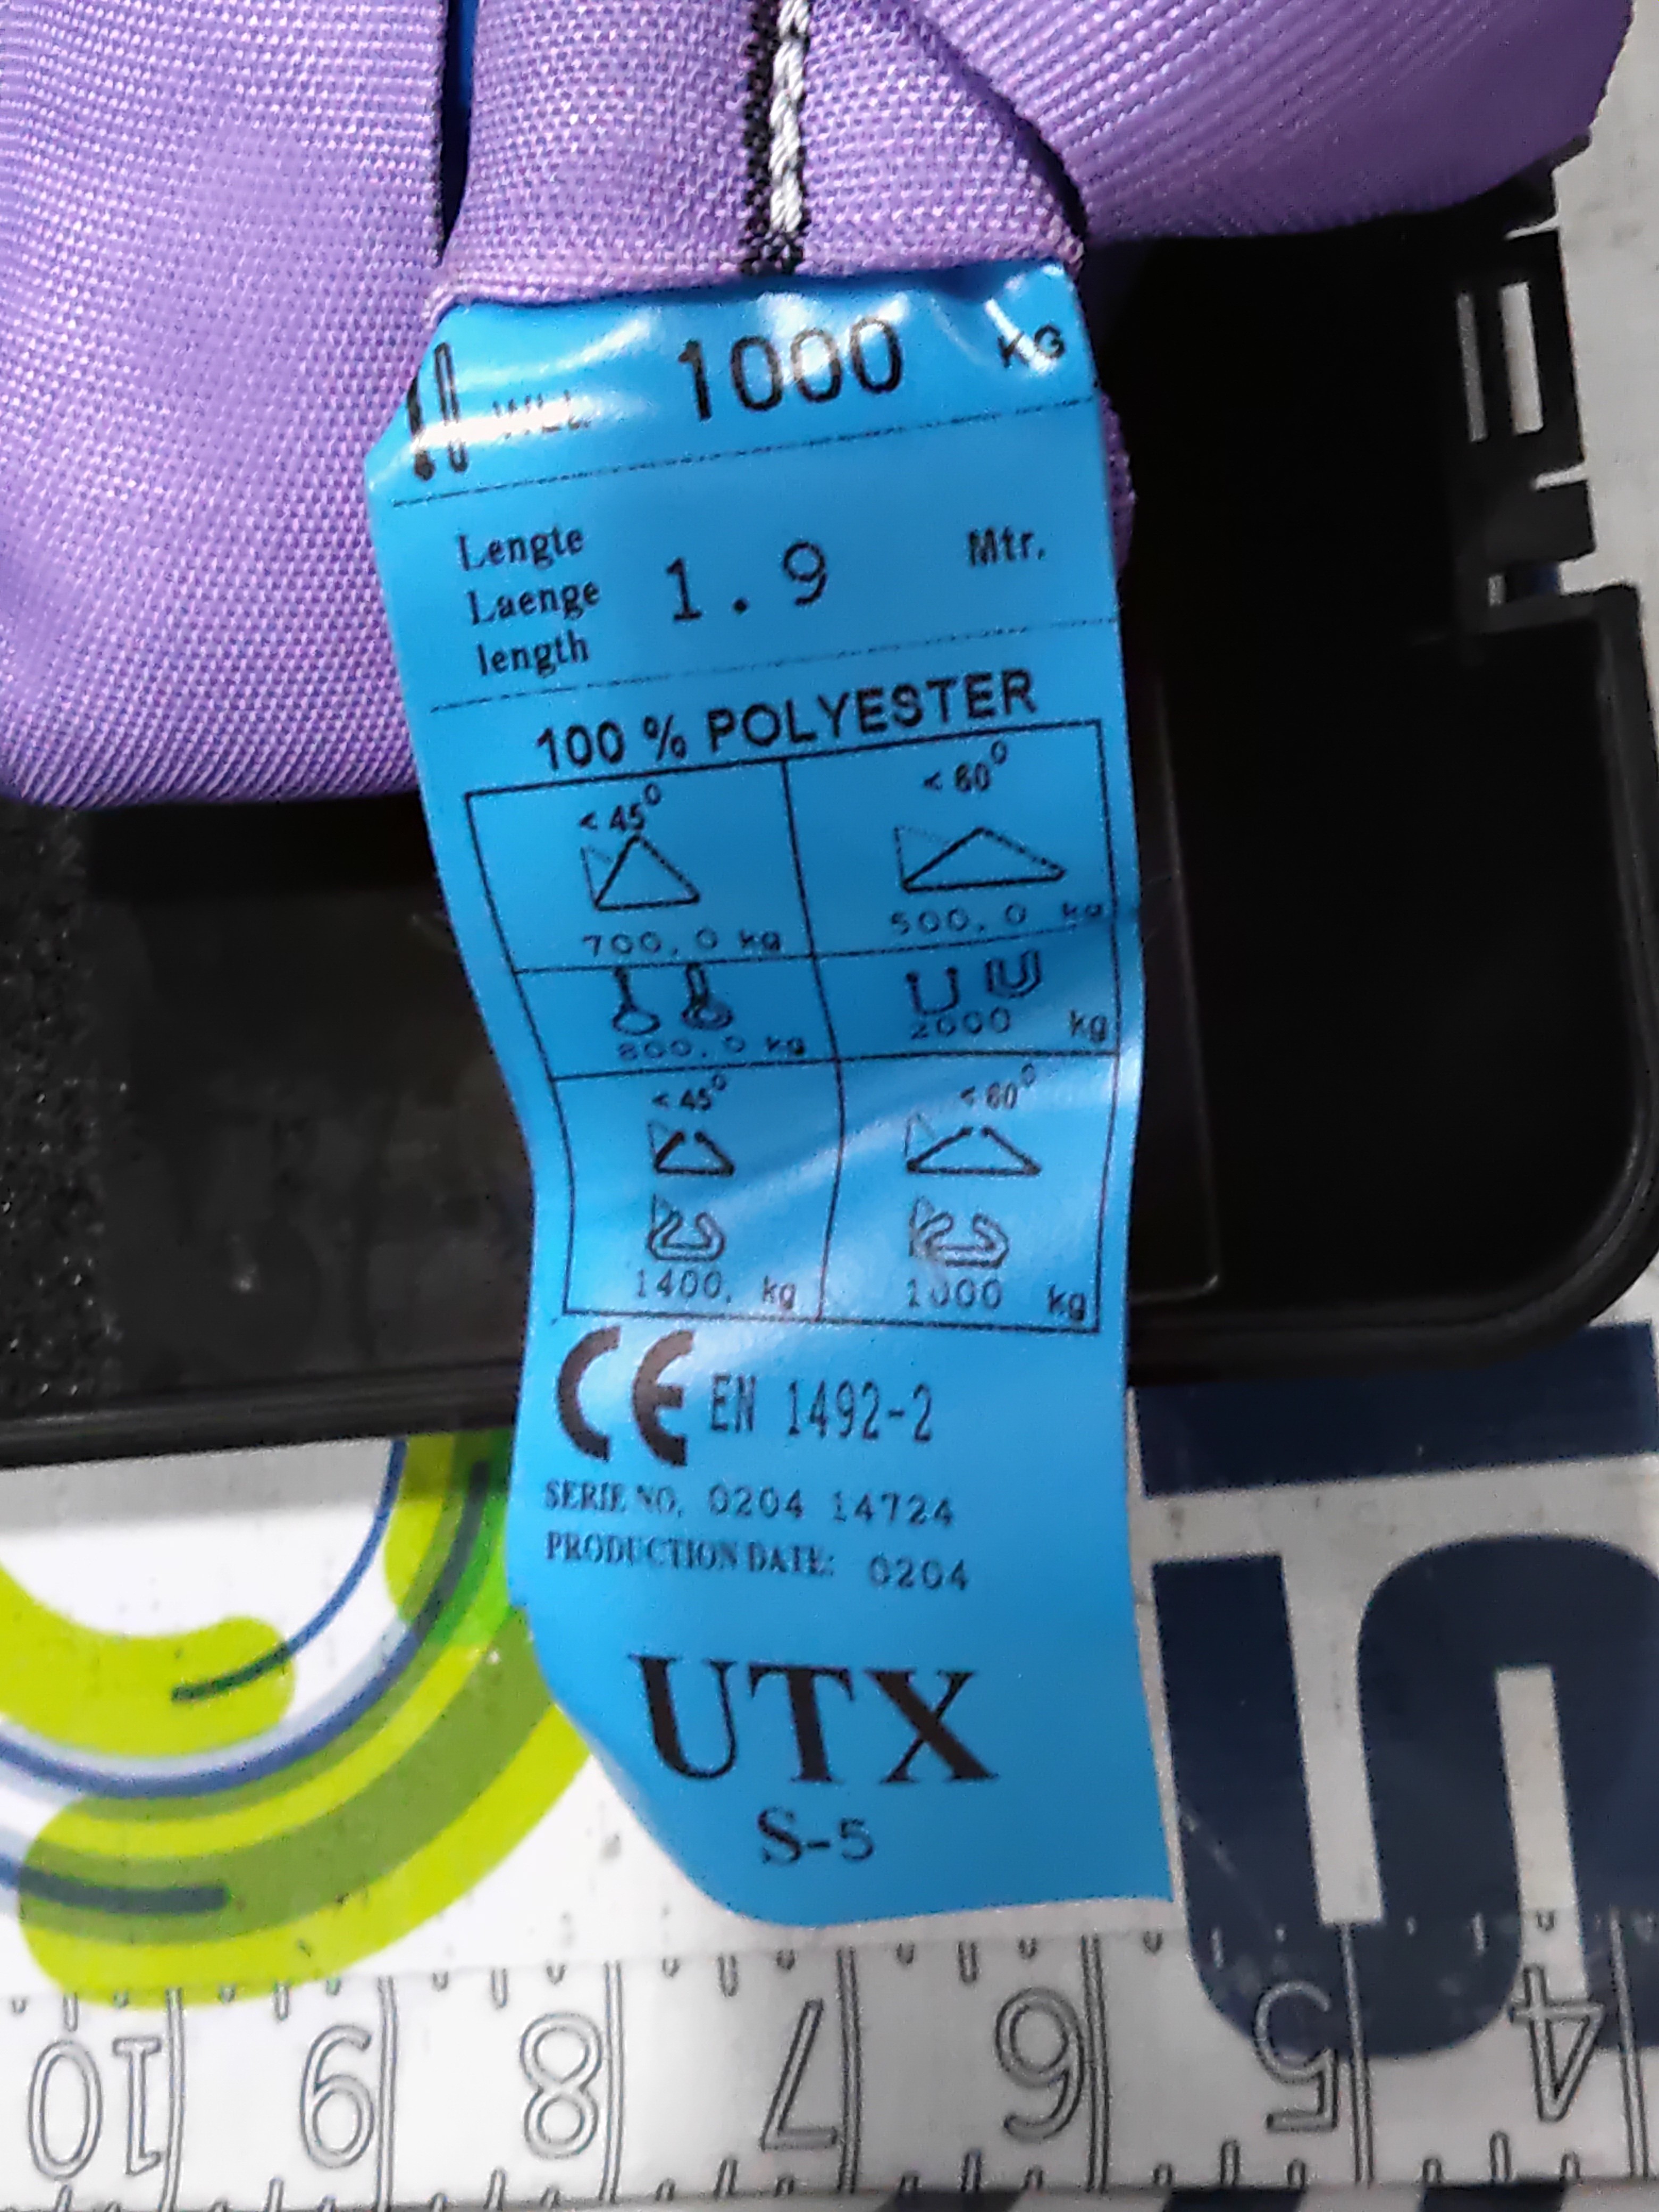 WLL 1000 KG
Lengte
Laenge 1.9 Mtr.
length
100 % POLYESTER
< 45° < 60°
700.0 kg 500.0 kg
800.0 kg 2000 kg
< 45° < 60°
1400. kg 1000 kg
CE EN 1492-2
SERIE NO. 0204 14724
PRODUCTION DATE: 0204
UTX
S-5
10 9 8 7 6 5 4